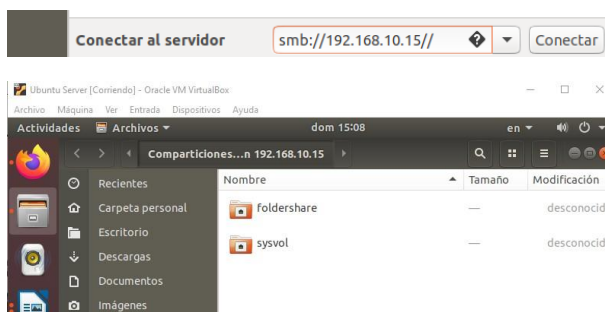 Conectar al servidor smb://192.168.10.15// Conectar
Ubuntu Server [Corriendo] - Oracle VM VirtualBox
Archivo Máquina Ver Entrada Dispositivos Ayuda
Actividades Archivos dom 15:08 en
Comparticiones...n 192.168.10.15
Recientes Nombre Tamaño Modificación
Carpeta personal foldershare — desconocid
Escritorio
Descargas sysvol — desconocid
Documentos
Imágenes